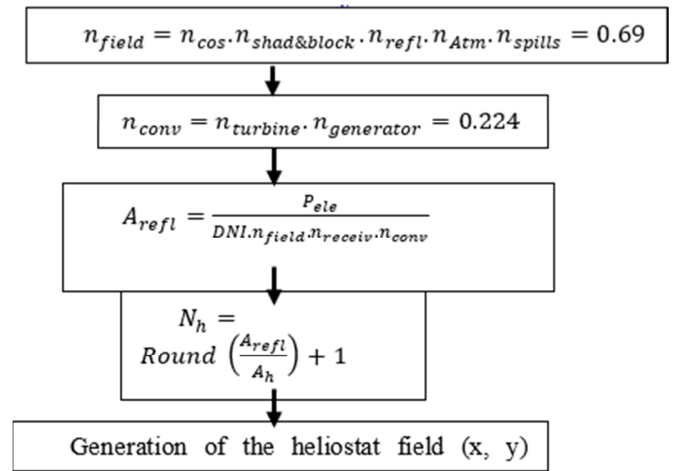 n_field = n_cos.n_shad&block.n_refl.n_Atm.n_spills = 0.69
n_conv = n_turbine.n_generator = 0.224
A_refl = P_ele / DNI.n_field.n_receiv.n_conv
N_h =
Round (A_refl / A_h) + 1
Generation of the heliostat field (x, y)